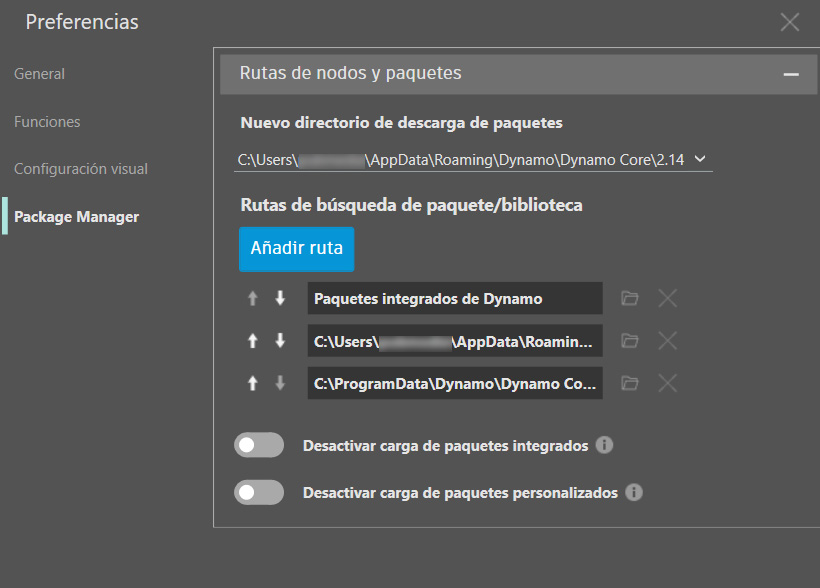 Preferencias
General
Funciones
Configuración visual
Package Manager
Rutas de nodos y paquetes
Nuevo directorio de descarga de paquetes
C:\Users\ \AppData\Roaming\Dynamo\Dynamo Core\2.14
Rutas de búsqueda de paquete/biblioteca
Añadir ruta
Paquetes integrados de Dynamo
C:\Users\ \AppData\Roamin...
C:\ProgramData\Dynamo\Dynamo Co...
Desactivar carga de paquetes integrados
Desactivar carga de paquetes personalizados